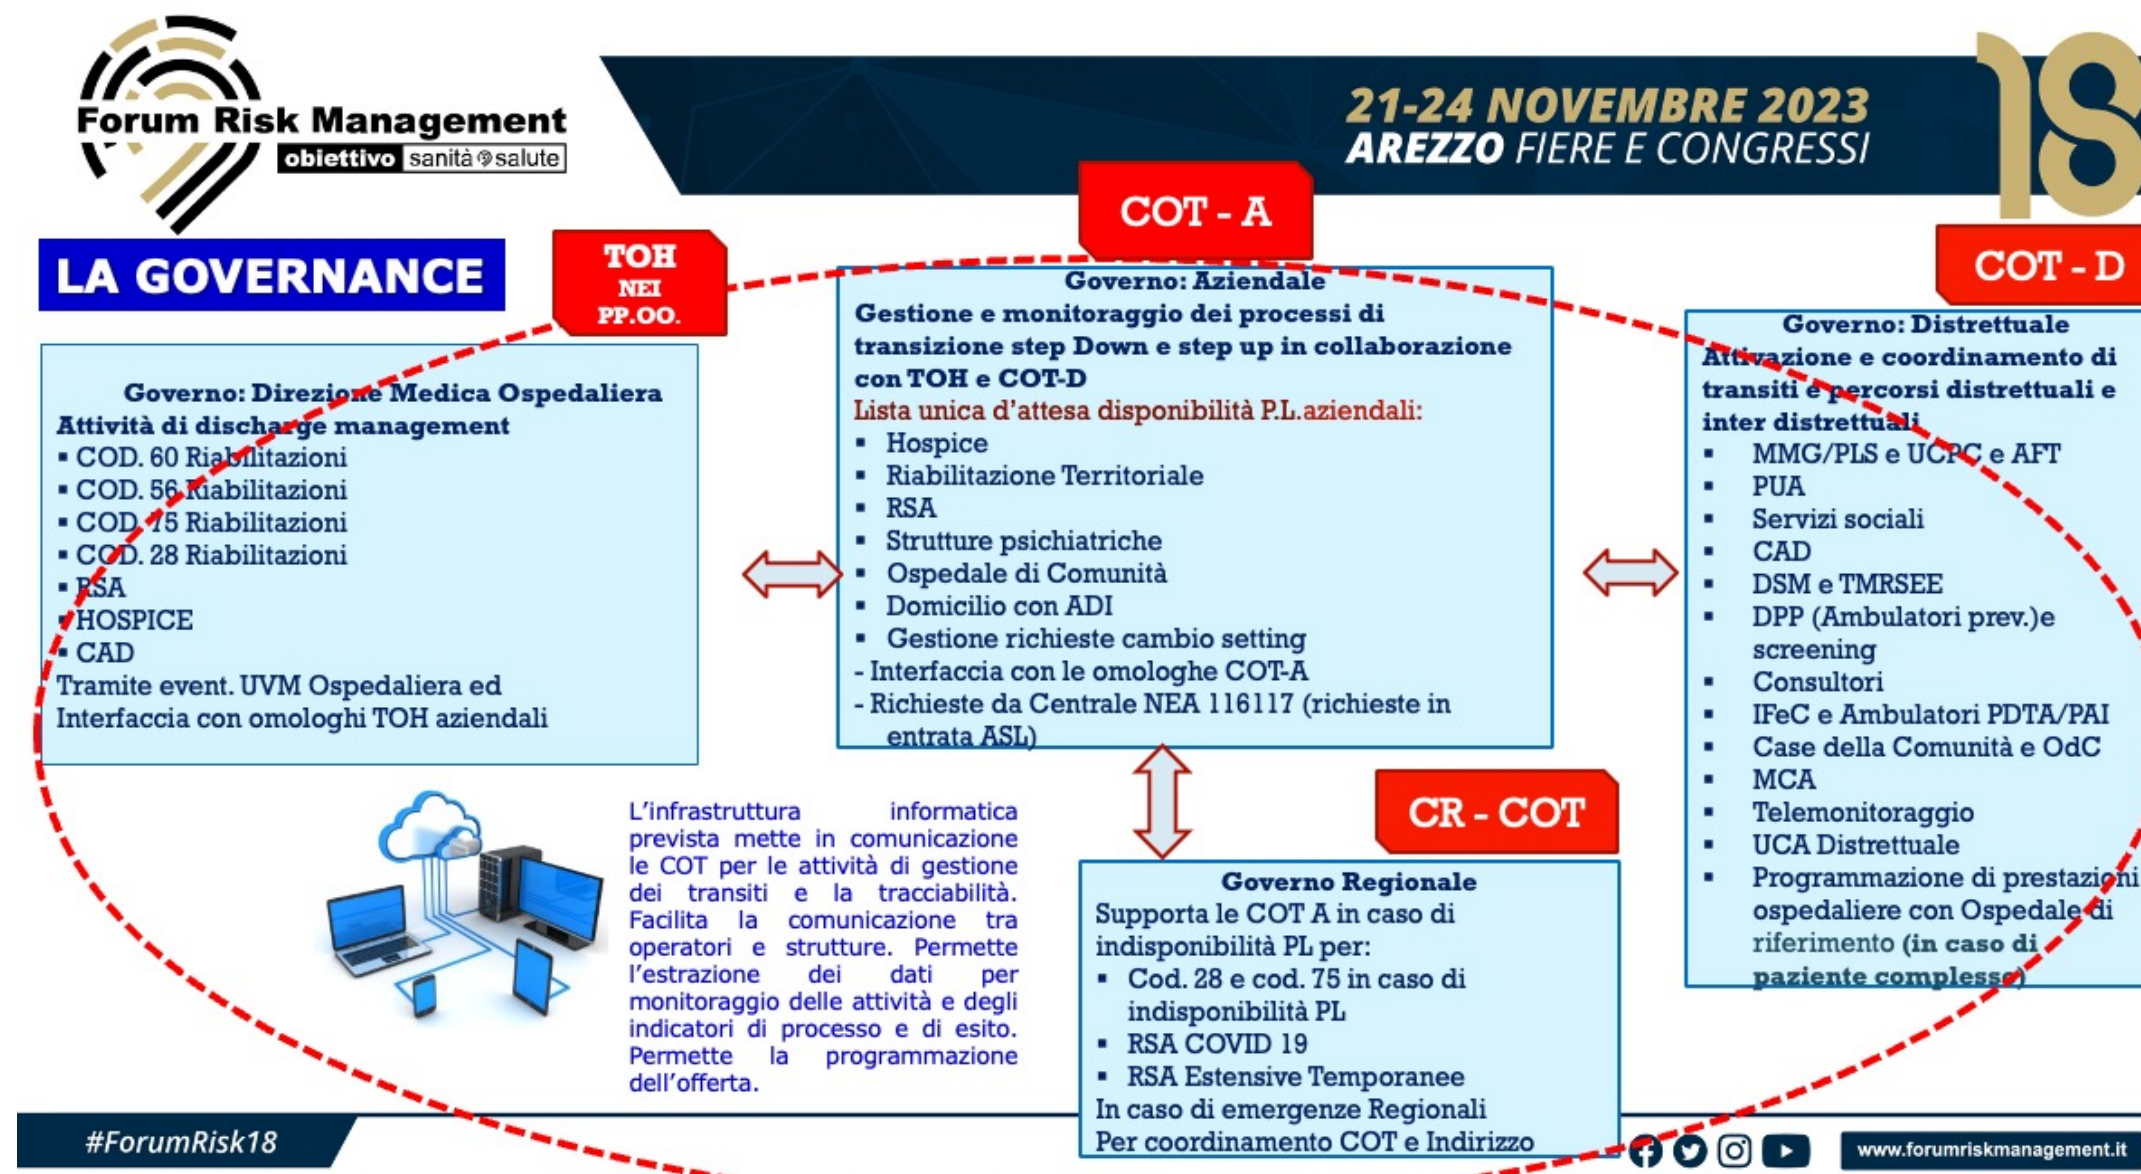 Forum Risk Management
obiettivo sanità salute
21-24 NOVEMBRE 2023
AREZZO FIERE E CONGRESSI
18
LA GOVERNANCE
TOH
NEI
PP.OO.
Governo: Direzione Medica Ospedaliera
Attività di discharge management
▪ COD. 60 Riabilitazioni
▪ COD. 56 Riabilitazioni
▪ COD. 75 Riabilitazioni
▪ COD. 28 Riabilitazioni
▪ RSA
▪ HOSPICE
▪ CAD
Tramite event. UVM Ospedaliera ed
Interfaccia con omologhi TOH aziendali
COT - A
Governo: Aziendale
Gestione e monitoraggio dei processi di
transizione step Down e step up in collaborazione
con TOH e COT-D
Lista unica d'attesa disponibilità P.L.aziendali:
▪ Hospice
▪ Riabilitazione Territoriale
▪ RSA
▪ Strutture psichiatriche
▪ Ospedale di Comunità
▪ Domicilio con ADI
▪ Gestione richieste cambio setting
- Interfaccia con le omologhe COT-A
- Richieste da Centrale NEA 116117 (richieste in
entrata ASL)
COT - D
Governo: Distrettuale
Attivazione e coordinamento di
transiti e percorsi distrettuali e
inter distrettuali
▪ MMG/PLS e UCPC e AFT
▪ PUA
▪ Servizi sociali
▪ CAD
▪ DSM e TMRSEE
▪ DPP (Ambulatori prev.)e
screening
▪ Consultori
▪ IFeC e Ambulatori PDTA/PAI
▪ Case della Comunità e OdC
▪ MCA
▪ Telemonitoraggio
▪ UCA Distrettuale
▪ Programmazione di prestazioni
ospedaliere con Ospedale di
riferimento (in caso di
paziente complesso)
L'infrastruttura informatica
prevista mette in comunicazione
le COT per le attività di gestione
dei transiti e la tracciabilità.
Facilita la comunicazione tra
operatori e strutture. Permette
l'estrazione dei dati per
monitoraggio delle attività e degli
indicatori di processo e di esito.
Permette la programmazione
dell'offerta.
CR - COT
Governo Regionale
Supporta le COT A in caso di
indisponibilità PL per:
▪ Cod. 28 e cod. 75 in caso di
indisponibilità PL
▪ RSA COVID 19
▪ RSA Estensive Temporanee
In caso di emergenze Regionali
Per coordinamento COT e Indirizzo
#ForumRisk18
www.forumriskmanagement.it